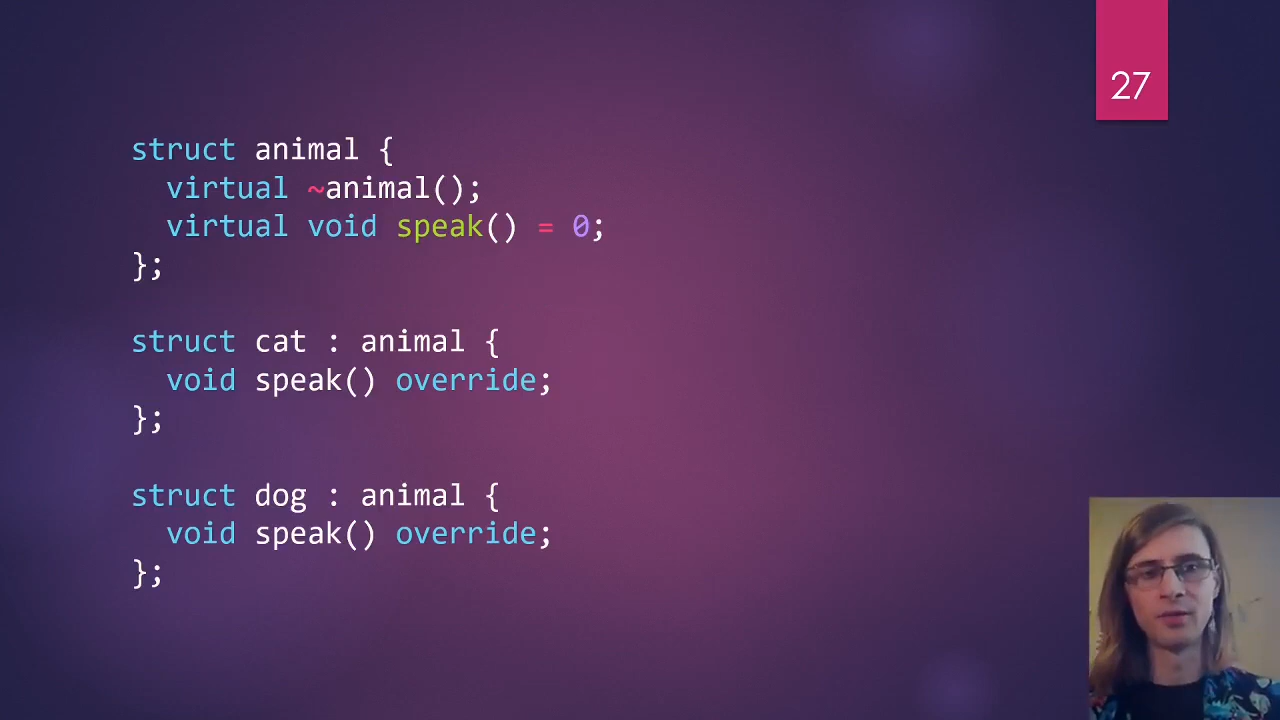 27
struct animal {
  virtual ~animal();
  virtual void speak() = 0;
};
struct cat : animal {
  void speak() override;
};
struct dog : animal {
  void speak() override;
};